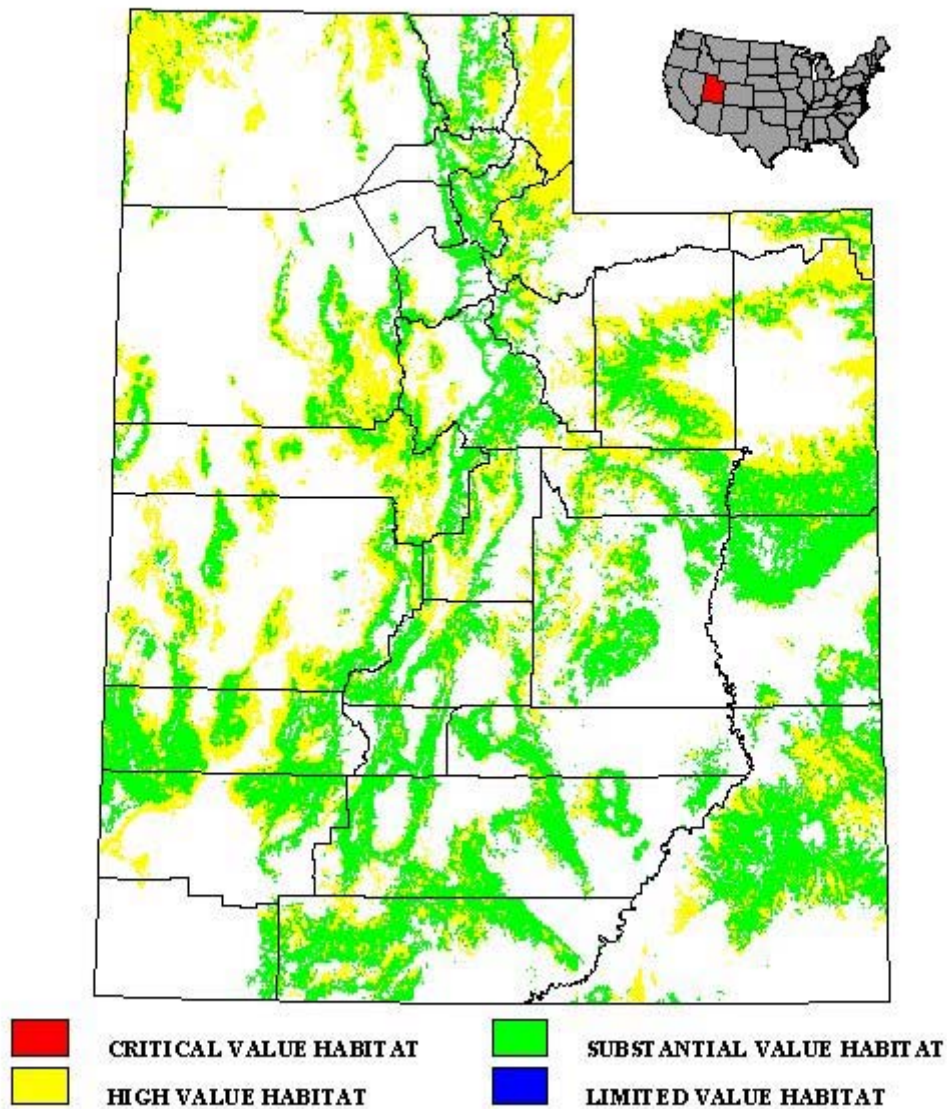 CRITICAL VALUE HABITAT
SUBSTANTIAL VALUE HABITAT
HIGH VALUE HABITAT
LIMITED VALUE HABITAT